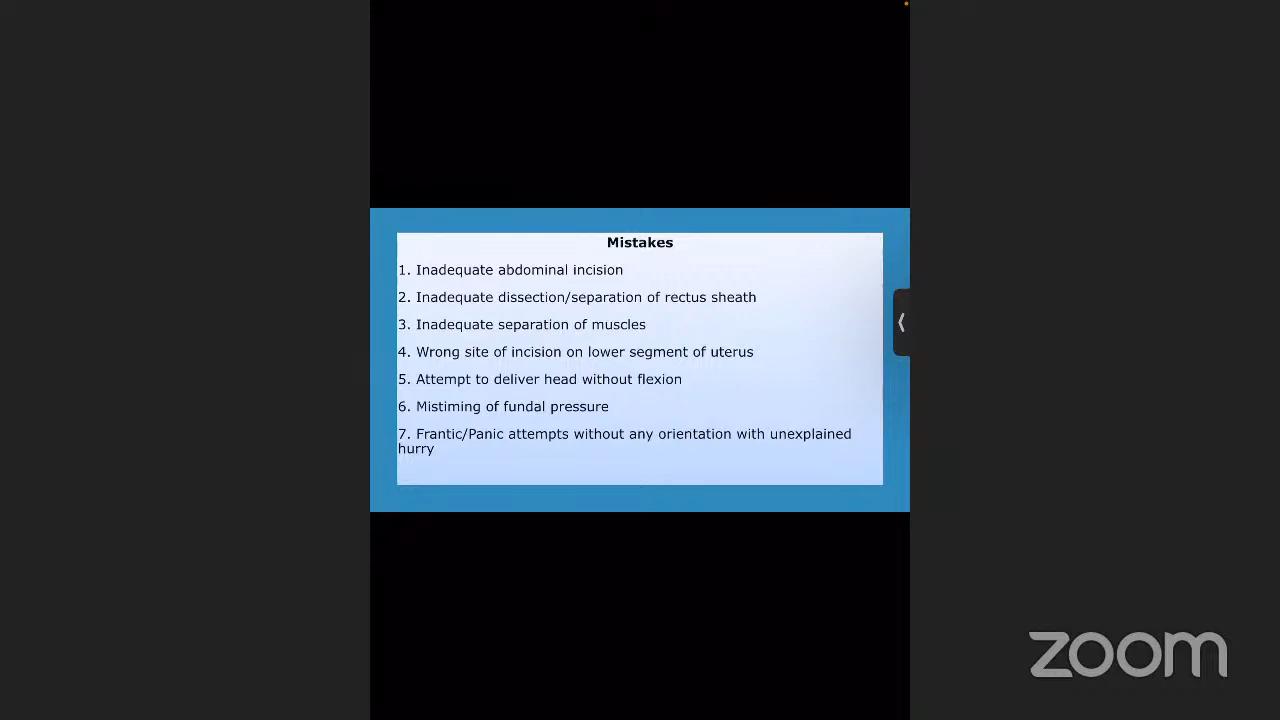 Mistakes
1. Inadequate abdominal incision
2. Inadequate dissection/separation of rectus sheath
3. Inadequate separation of muscles
4. Wrong site of incision on lower segment of uterus
5. Attempt to deliver head without flexion
6. Mistiming of fundal pressure
7. Frantic/Panic attempts without any orientation with unexplained
hurry
zoom